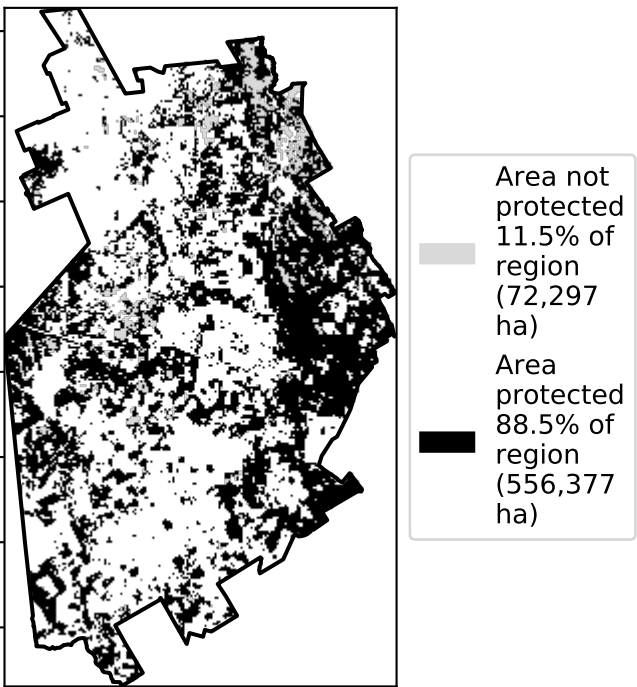 Area not
protected
11.5% of
region
(72,297
ha)
Area
protected
88.5% of
region
(556,377
ha)